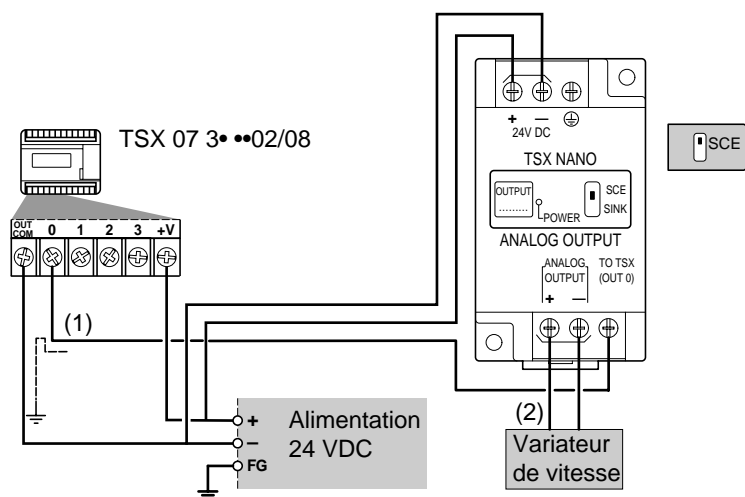 TSX 07 3• ••02/08
OUT COM 0 1 2 3 +V
(1)
+ Alimentation
– 24 VDC
FG
+ —
24V DC
TSX NANO
OUTPUT
.........
POWER
SCE
SINK
ANALOG OUTPUT
ANALOG OUTPUT
+ —
TO TSX
(OUT 0)
(2)
Variateur
de vitesse
SCE